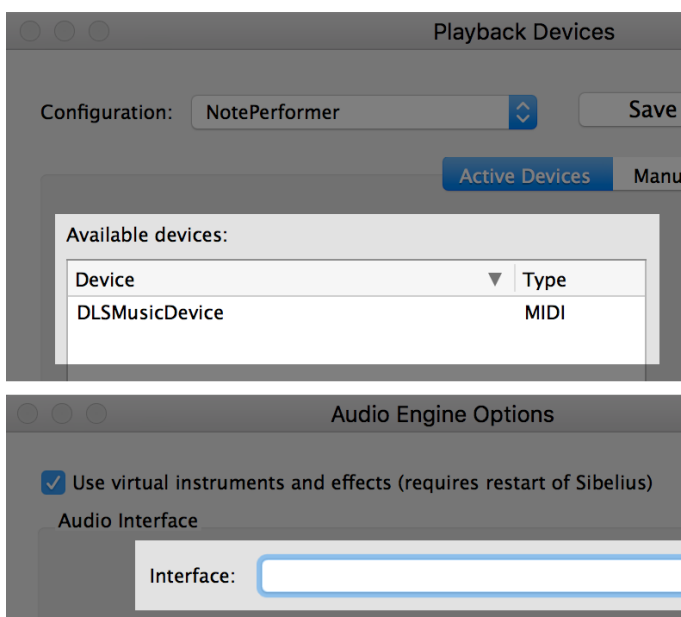 Playback Devices
Configuration: NotePerformer Save
Active Devices Manu
Available devices:
Device Type
DLSMusicDevice MIDI
Audio Engine Options
Use virtual instruments and effects (requires restart of Sibelius)
Audio Interface
Interface: